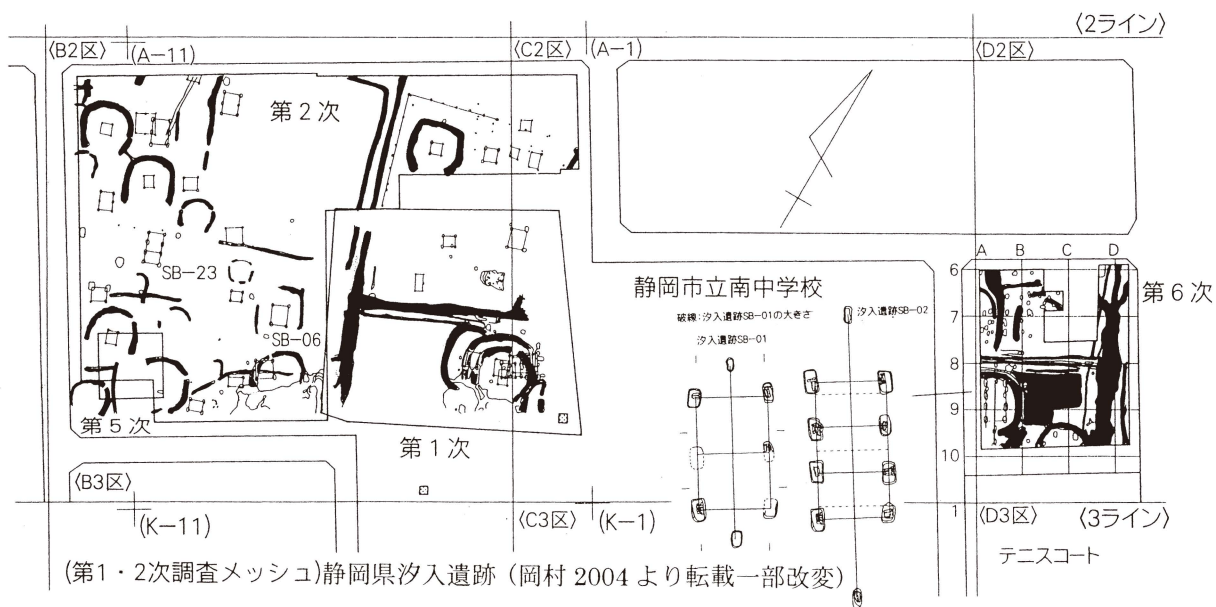 〈2ライン〉
〈B2区〉
(A-11)
〈C2区〉
(A-1)
〈D2区〉
第2次
A B C D
6
7
8
9
10
1
第6次
SB-23
SB-06
静岡市立南中学校
破線:汐入遺跡SB-01の大きさ
汐入遺跡SB-01
汐入遺跡SB-02
第5次
第1次
〈B3区〉
(K-11)
〈C3区〉
(K-1)
〈D3区〉
〈3ライン〉
テニスコート
(第1・2次調査メッシュ)静岡県汐入遺跡（岡村 2004 より転載一部改変）